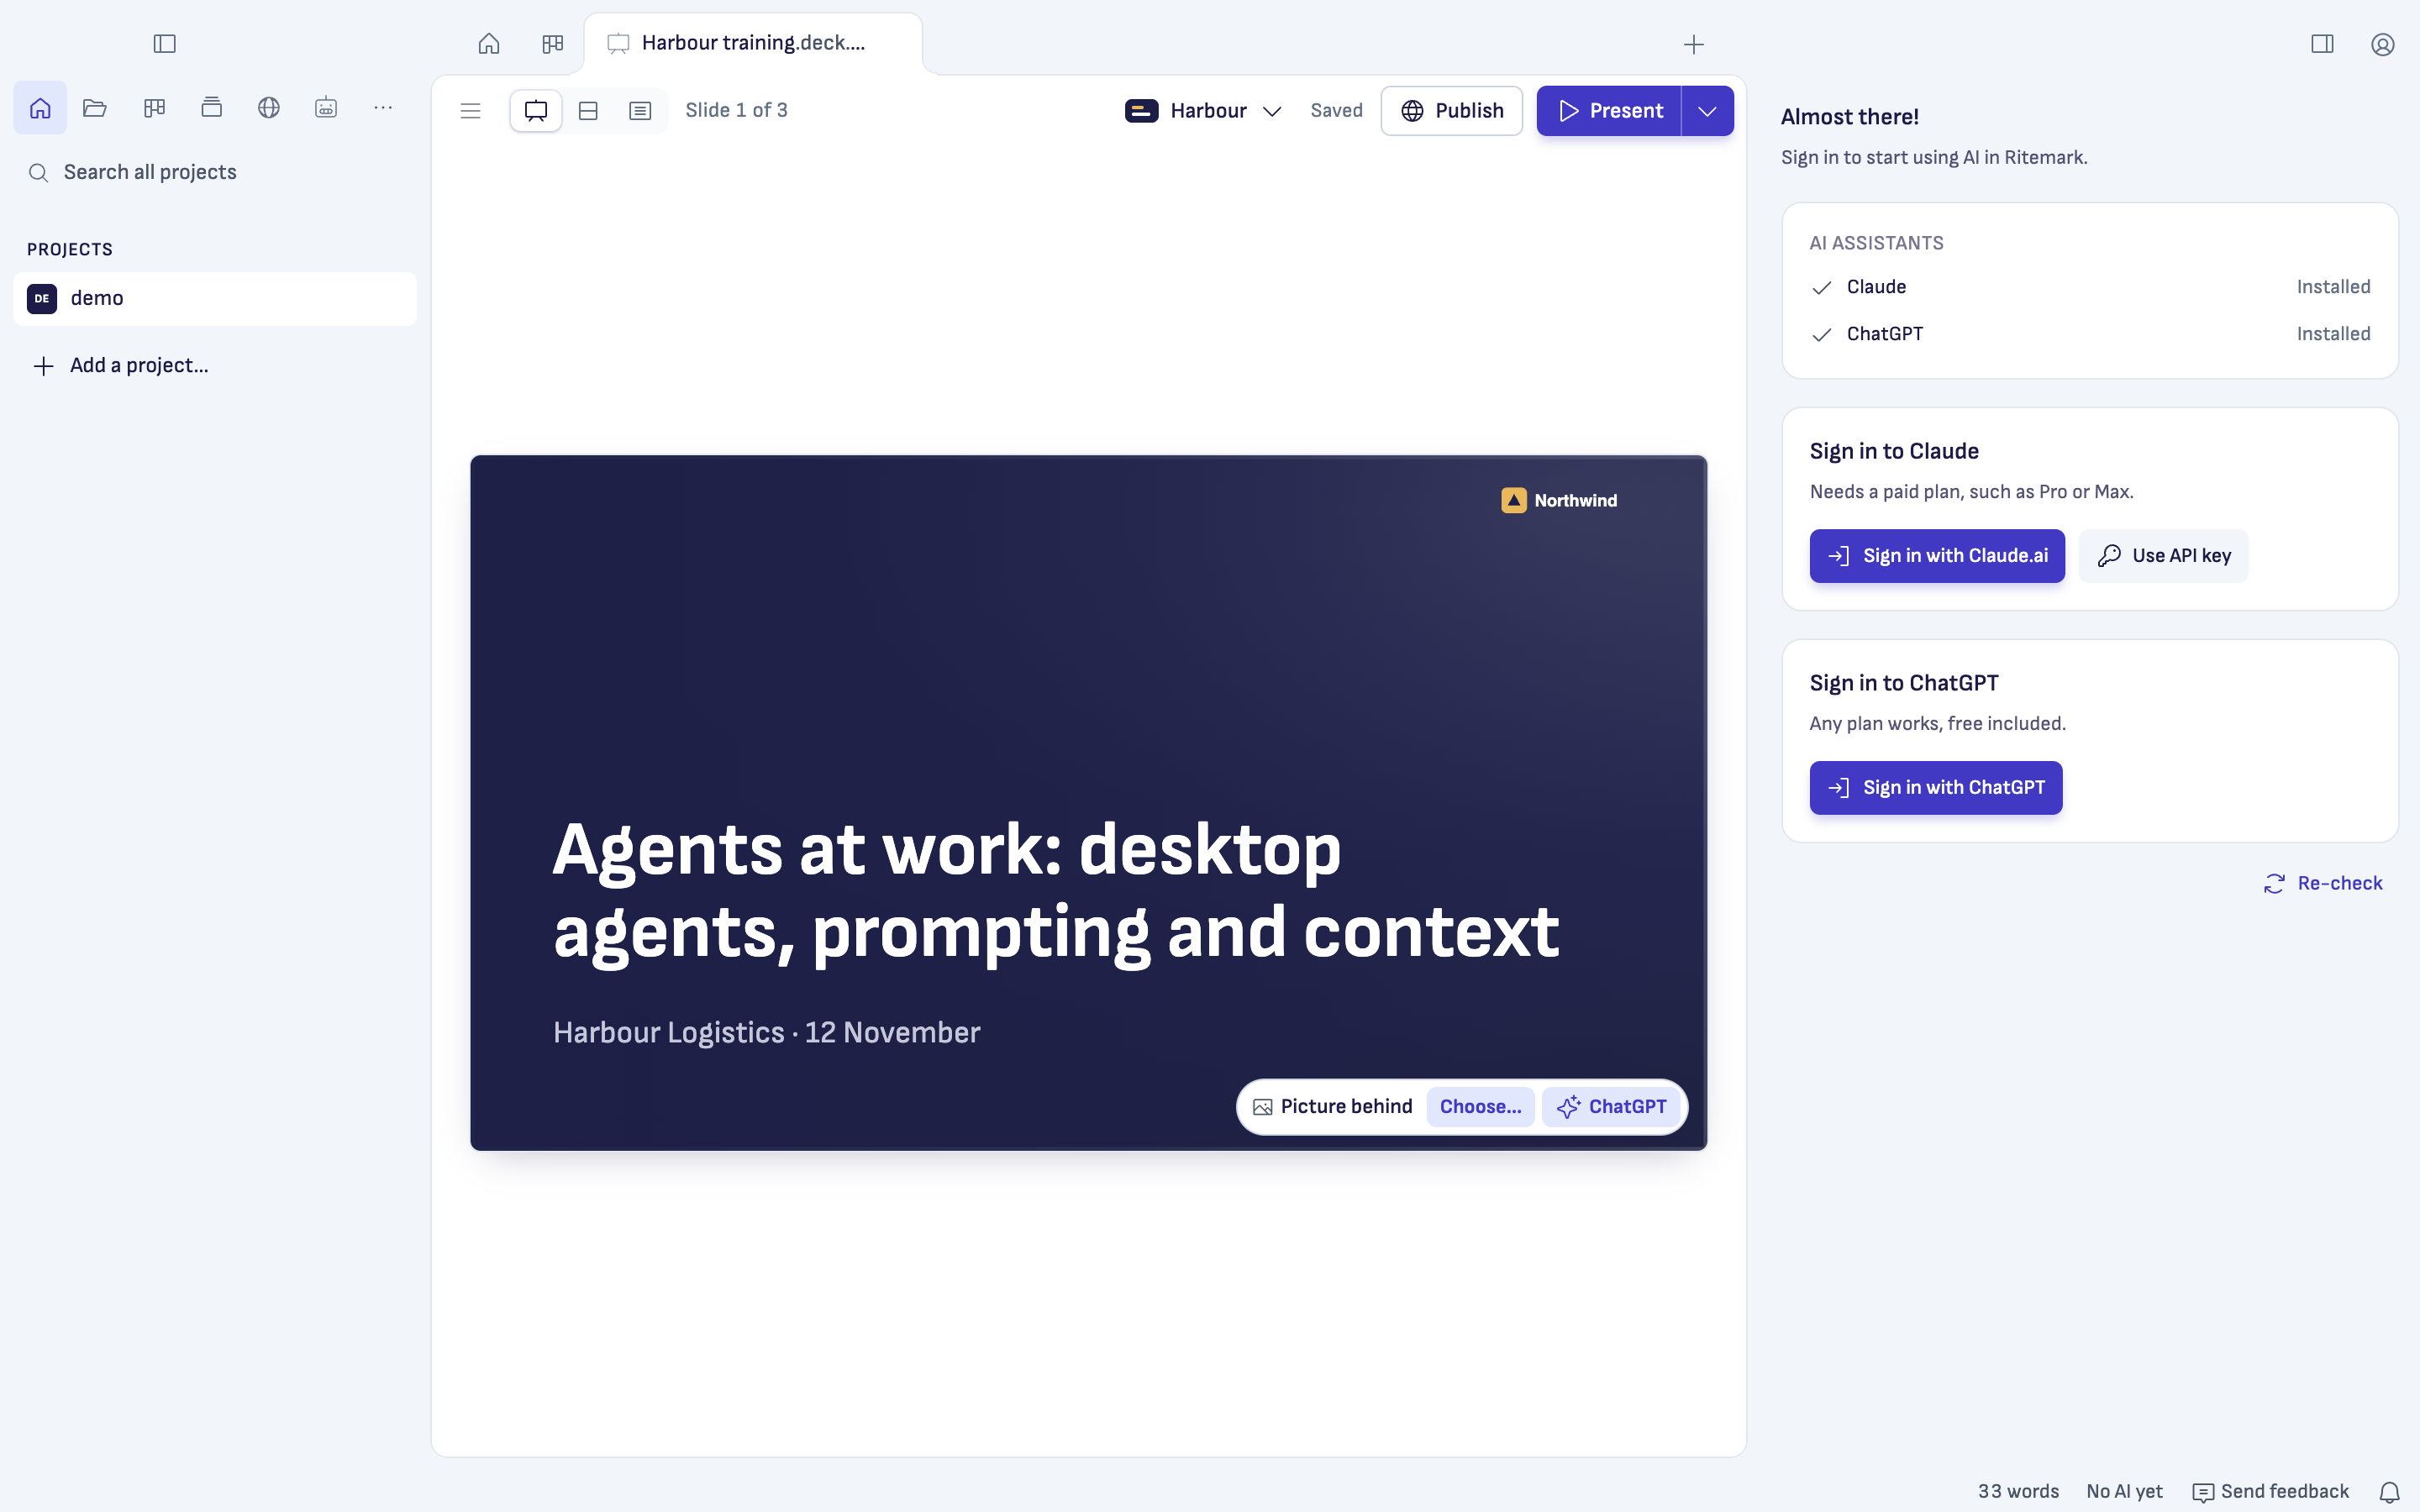 Harbour training.deck....
Search all projects
PROJECTS
DE demo
Add a project...
Slide 1 of 3
Harbour
Saved
Publish
Present
Northwind
Agents at work: desktop
agents, prompting and context
Harbour Logistics · 12 November
Picture behind Choose... ChatGPT
Almost there!
Sign in to start using AI in Ritemark.
AI ASSISTANTS
Claude Installed
ChatGPT Installed
Sign in to Claude
Needs a paid plan, such as Pro or Max.
Sign in with Claude.ai Use API key
Sign in to ChatGPT
Any plan works, free included.
Sign in with ChatGPT
Re-check
33 words No AI yet Send feedback